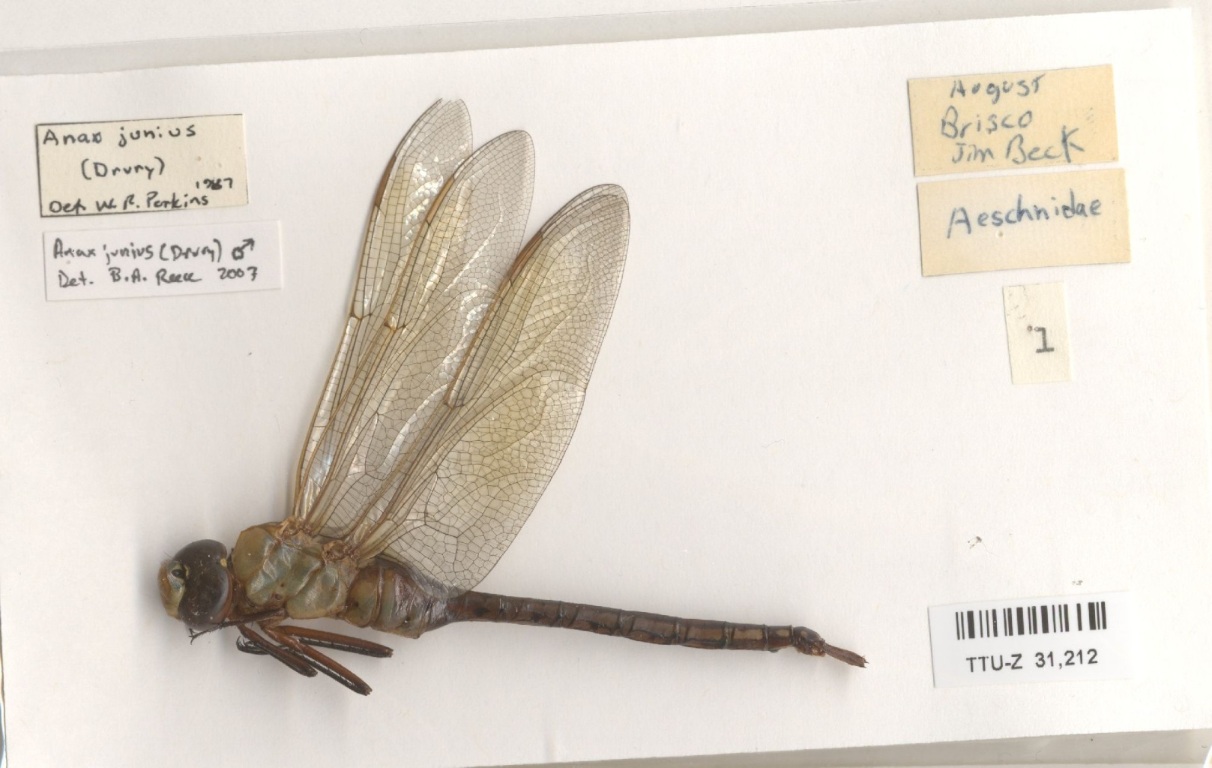 Anax junius
(Drury)
Det. W. R. Perkins 1967
Anax junius (Drury) ♂
Det. B.A. Reece 2007
August
Brisco
Jim Beck
Aeschnidae
1
TTU-Z 31,212